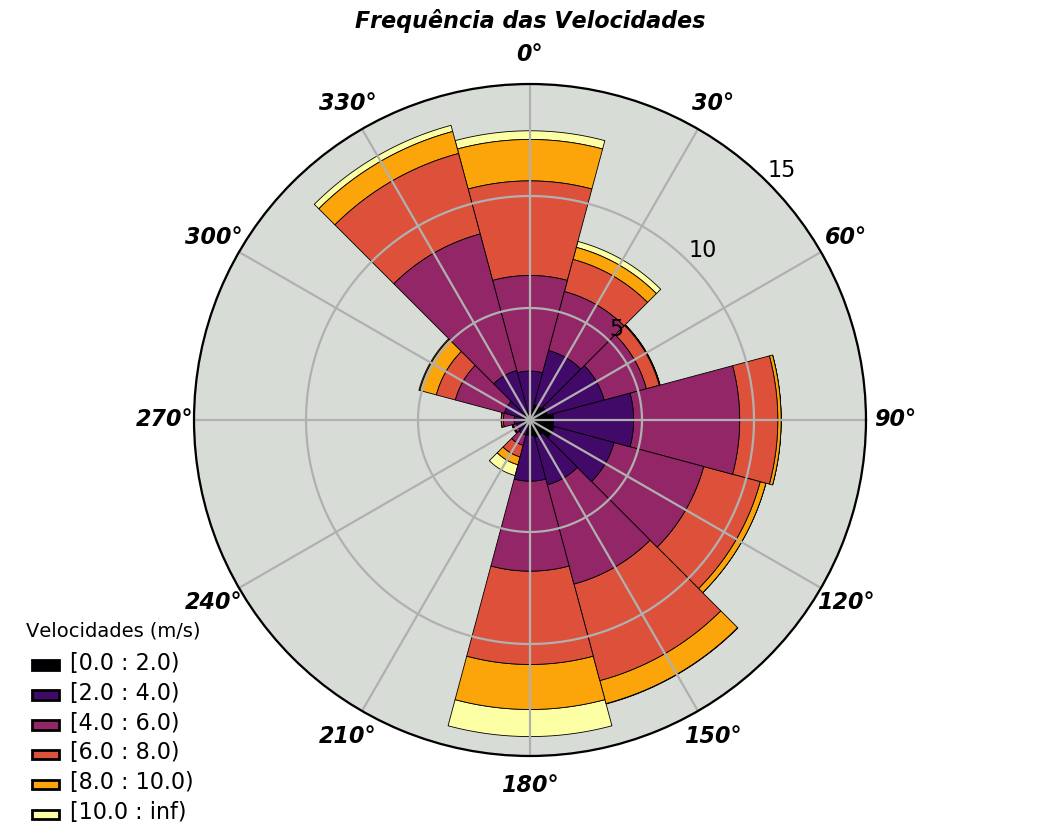 Frequência das Velocidades
0°
330°
30°
15
300°
60°
10
5
270°
90°
240°
120°
210°
150°
180°
Velocidades (m/s)
[0.0 : 2.0)
[2.0 : 4.0)
[4.0 : 6.0)
[6.0 : 8.0)
[8.0 : 10.0)
[10.0 : inf)